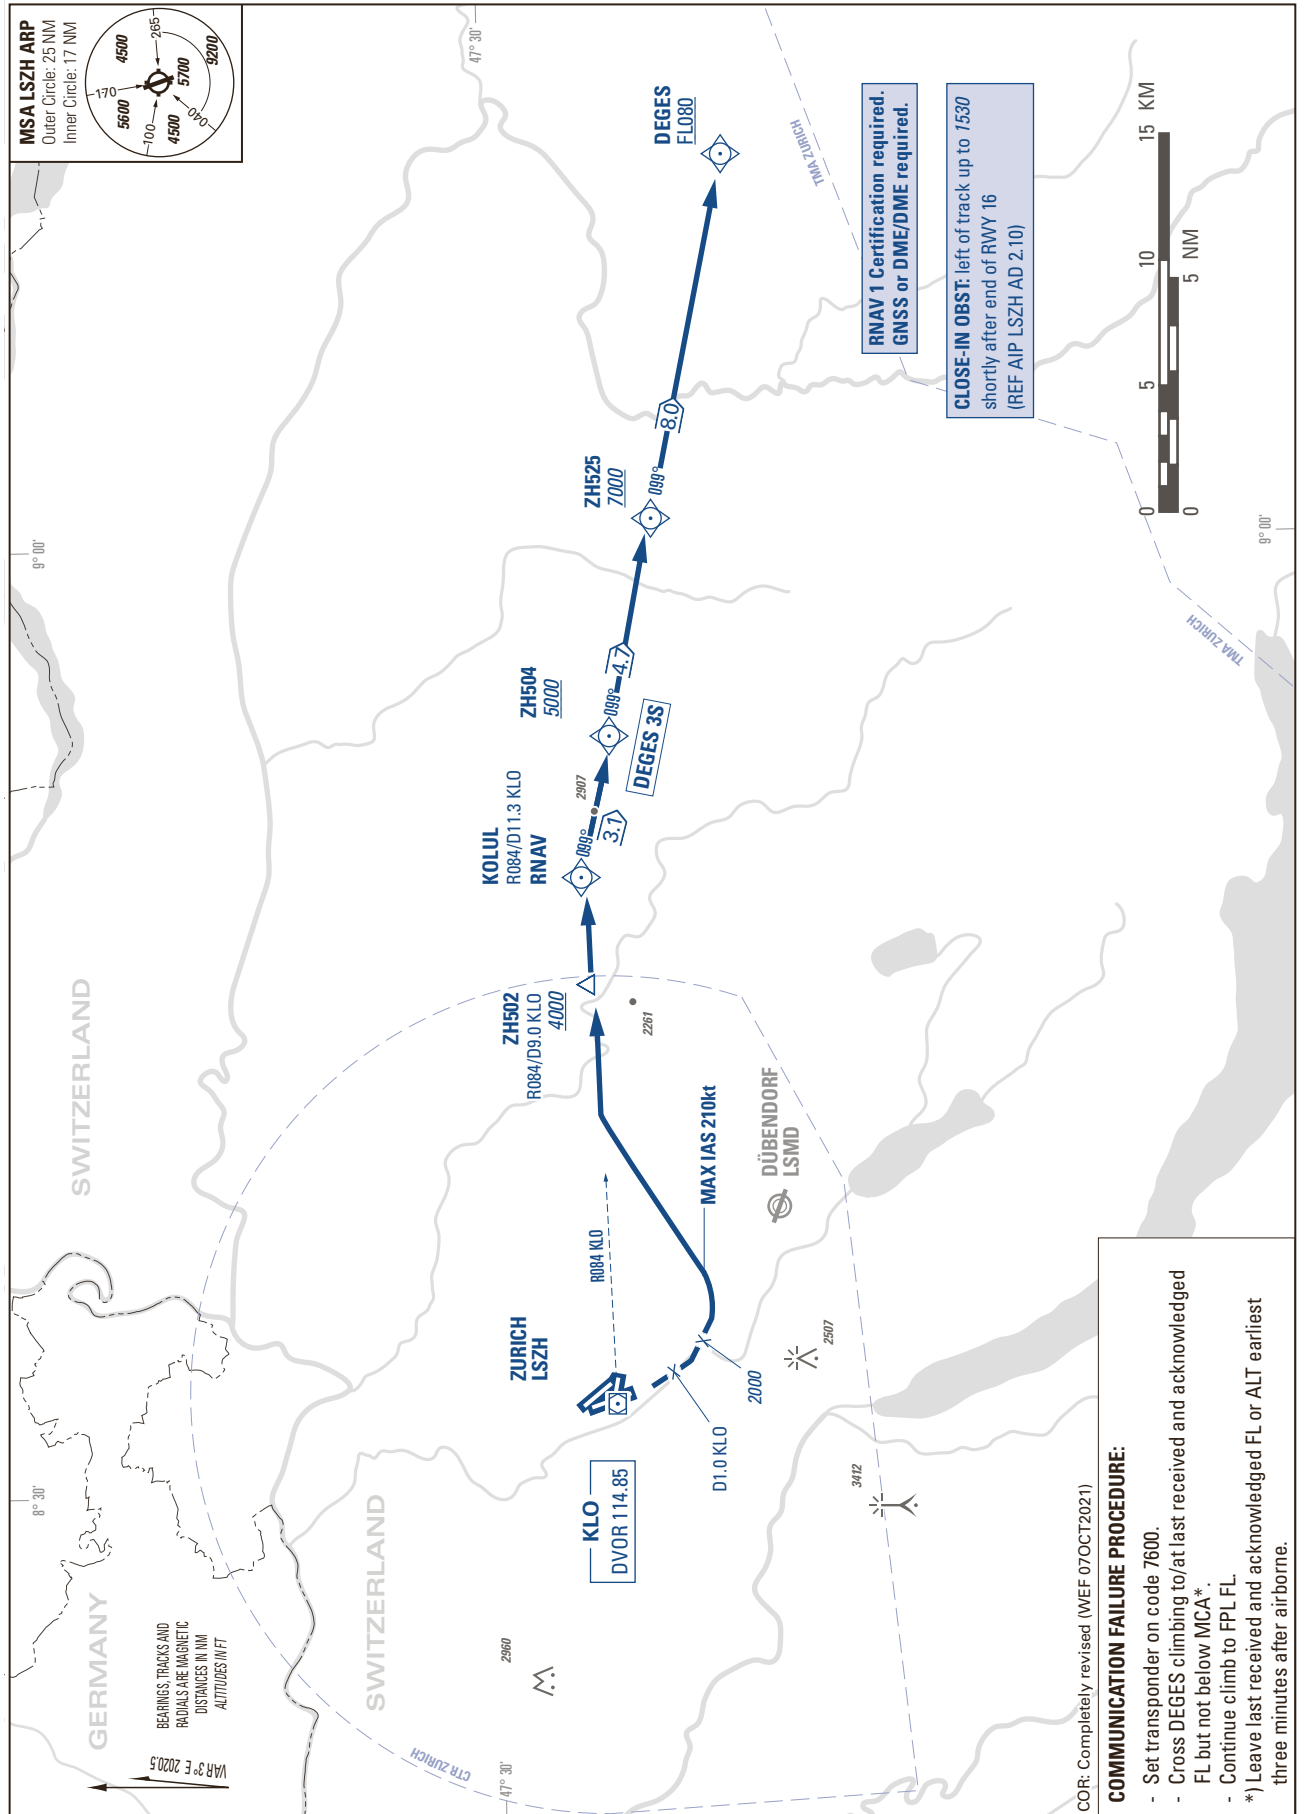 MSA LSZH ARP
Outer Circle: 25 NM
Inner Circle: 17 NM
170
265
100
040
5600
4500
4500
5700
9200
47° 30'
DEGES
FL080
TMA ZURICH
RNAV 1 Certification required.
GNSS or DME/DME required.
CLOSE-IN OBST: left of track up to 1530
shortly after end of RWY 16
(REF AIP LSZH AD 2.10)
0 5 10 15 KM
0 5 NM
9° 00'
9° 00'
TMA ZURICH
ZH525
7000
099°
8.0
ZH504
5000
099°
4.7
DEGES 3S
2907
KOLUL
R084/D11.3 KLO
RNAV
099°
3.1
ZH502
R084/D9.0 KLO
4000
2261
SWITZERLAND
DÜBENDORF
LSMD
MAX IAS 210kt
R084 KLO
ZURICH
LSZH
2000
D1.0 KLO
2507
3412
KLO
DVOR 114.85
8° 30'
SWITZERLAND
GERMANY
2960
BEARINGS, TRACKS AND
RADIALS ARE MAGNETIC
DISTANCES IN NM
ALTITUDES IN FT
VAR 3° E 2020.5
CTR ZURICH
47° 30'
COR: Completely revised (WEF 07OCT2021)
COMMUNICATION FAILURE PROCEDURE:
- Set transponder on code 7600.
- Cross DEGES climbing to/at last received and acknowledged
FL but not below MCA*.
- Continue climb to FPL FL.
*) Leave last received and acknowledged FL or ALT earliest
three minutes after airborne.